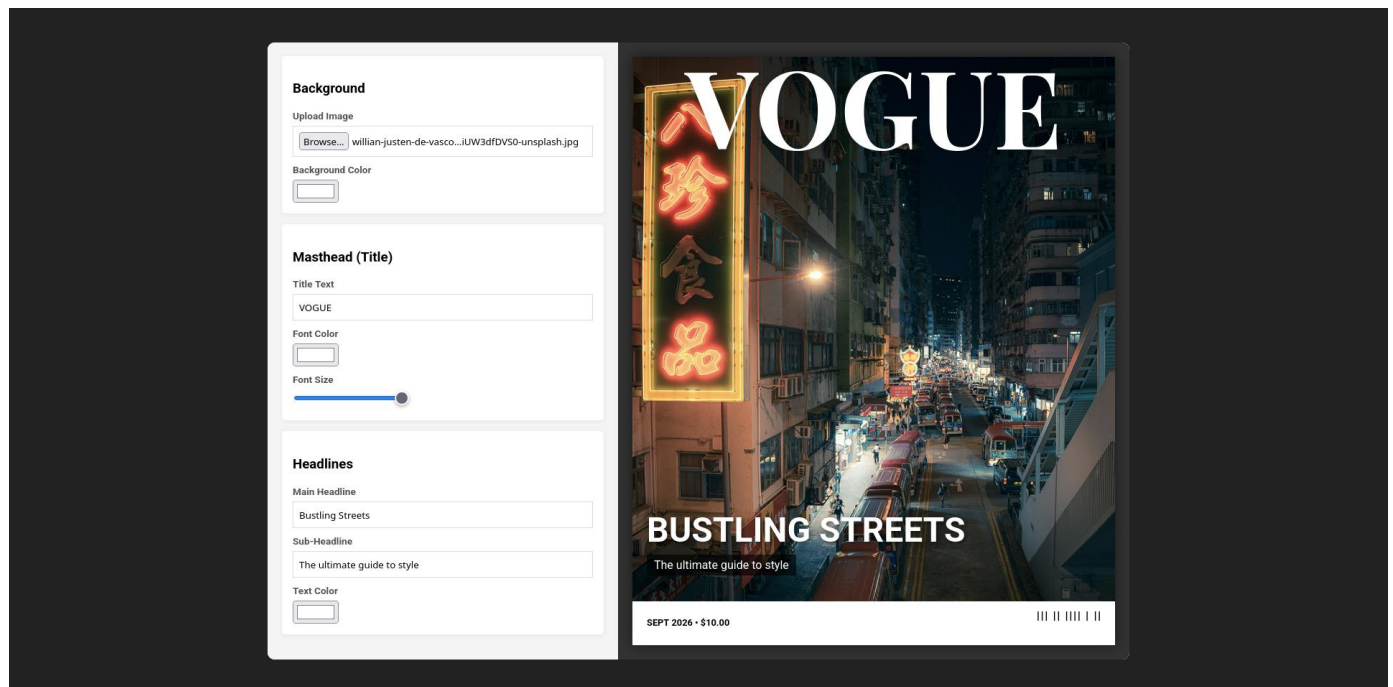 Background
Upload Image
Browse... willian-justen-de-vasco...iUW3dfDVS0-unsplash.jpg
Background Color
Masthead (Title)
Title Text
VOGUE
Font Color
Font Size
Headlines
Main Headline
Bustling Streets
Sub-Headline
The ultimate guide to style
Text Color
VOGUE
八
珍
食
品
BUSTLING STREETS
The ultimate guide to style
SEPT 2026 • $10.00